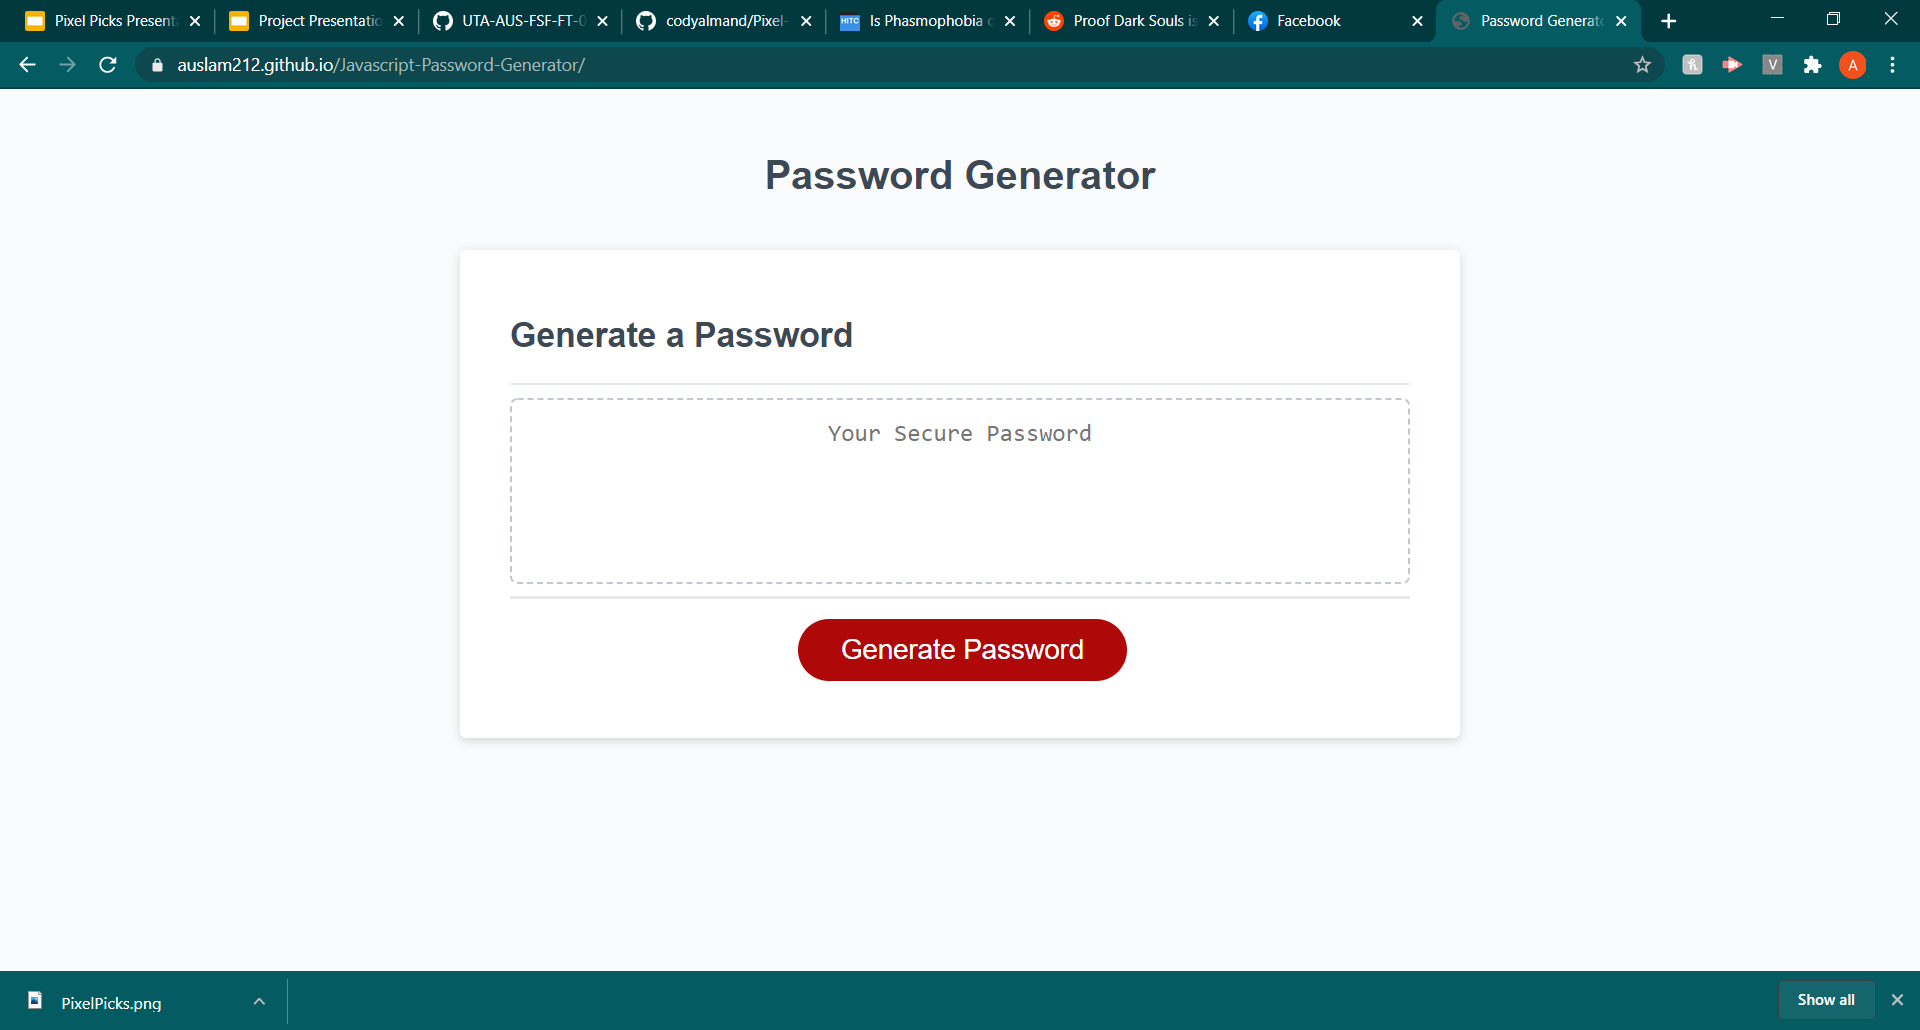 Pixel Picks Present
Project Presentatio
UTA-AUS-FSF-FT-0
codyalmand/Pixel-
HITC
Is Phasmophobia c
Proof Dark Souls is
Facebook
Password Generato
auslam212.github.io/Javascript-Password-Generator/
V
A
Password Generator
Generate a Password
Your Secure Password
Generate Password
PixelPicks.png
Show all